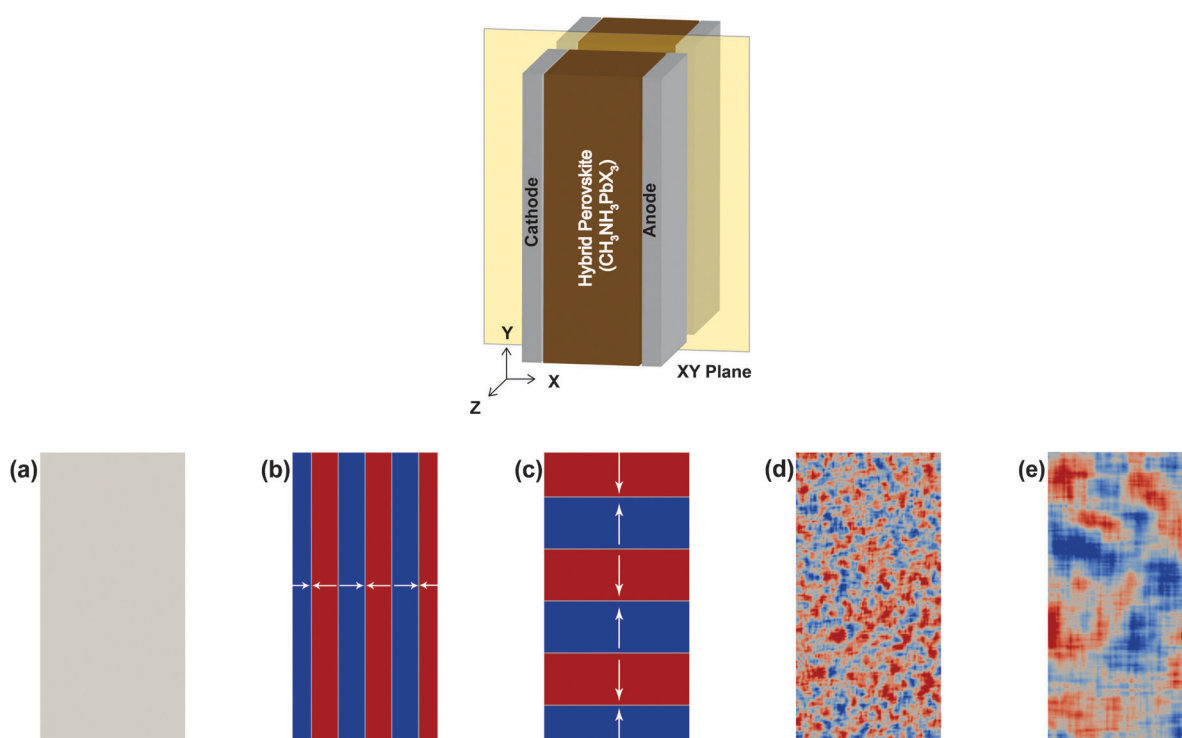 Cathode
Hybrid Perovskite
(CH₃NH₃PbX₃)
Anode
Y
X
Z
XY Plane
(a)
(b)
(c)
(d)
(e)